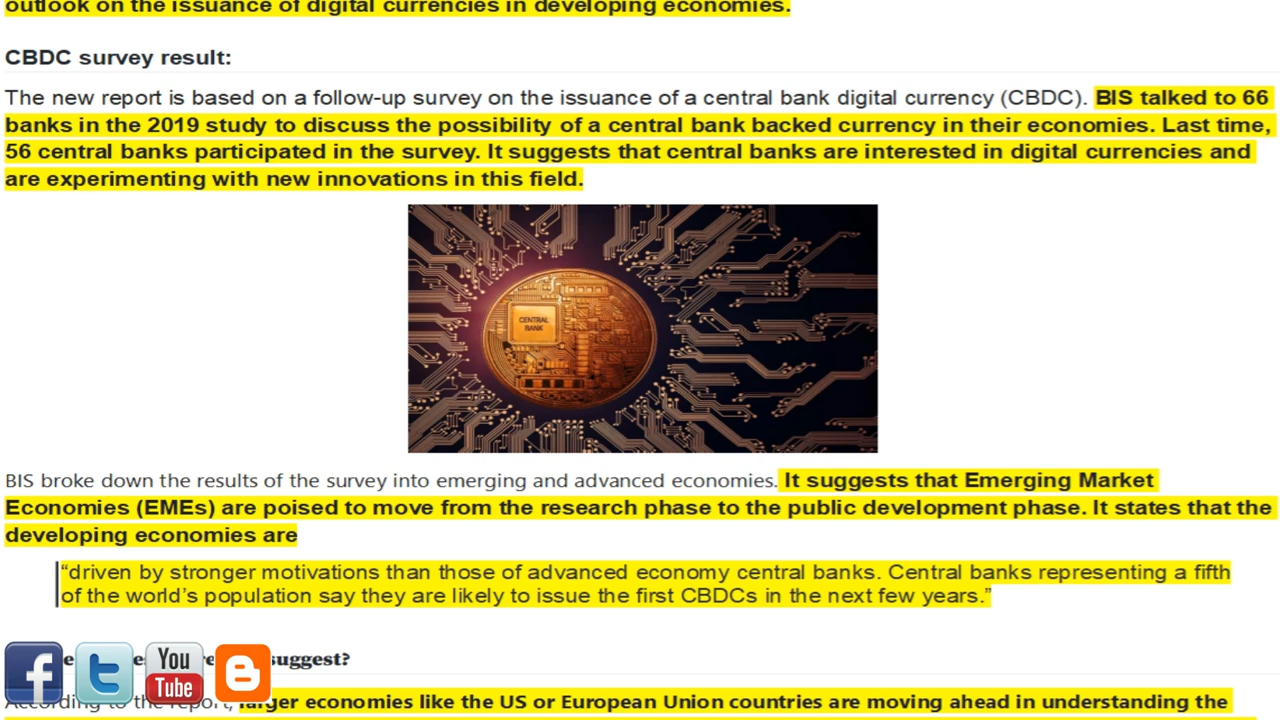 outlook on the issuance of digital currencies in developing economies.
CBDC survey result:
The new report is based on a follow-up survey on the issuance of a central bank digital currency (CBDC). BIS talked to 66
banks in the 2019 study to discuss the possibility of a central bank backed currency in their economies. Last time,
56 central banks participated in the survey. It suggests that central banks are interested in digital currencies and
are experimenting with new innovations in this field.
CENTRAL
BANK
BIS broke down the results of the survey into emerging and advanced economies. It suggests that Emerging Market
Economies (EMEs) are poised to move from the research phase to the public development phase. It states that the
developing economies are
“driven by stronger motivations than those of advanced economy central banks. Central banks representing a fifth
of the world’s population say they are likely to issue the first CBDCs in the next few years.”
suggest?
You
Tube
According to the report, larger economies like the US or European Union countries are moving ahead in understanding the